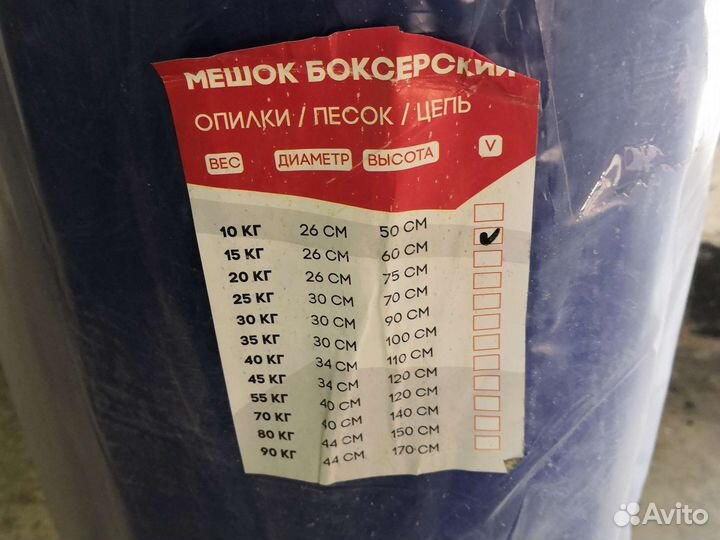 МЕШОК БОКСЕРСКИЙ
ОПИЛКИ / ПЕСОК / ЦЕПЬ
ВЕС ДИАМЕТР ВЫСОТА V
10 КГ 26 СМ 50 СМ
15 КГ 26 СМ 60 СМ
20 КГ 26 СМ 75 СМ
25 КГ 30 СМ 70 СМ
30 КГ 30 СМ 90 СМ
35 КГ 30 СМ 100 СМ
40 КГ 34 СМ 110 СМ
45 КГ 34 СМ 120 СМ
55 КГ 40 СМ 120 СМ
70 КГ 40 СМ 140 СМ
80 КГ 44 СМ 150 СМ
90 КГ 44 СМ 170 СМ
Avito